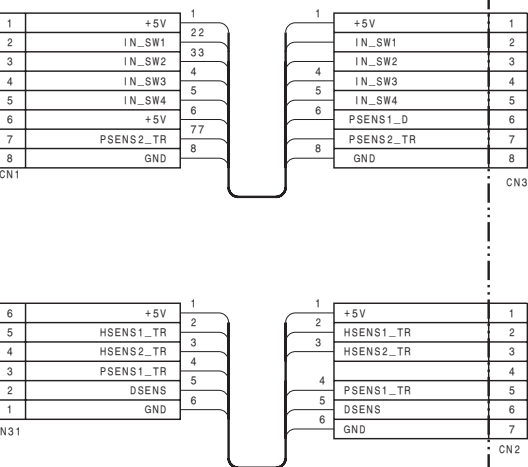 1 +5V 1 1 +5V 1
2 IN_SW1 22 IN_SW1 2
3 IN_SW2 33 IN_SW2 3
4 IN_SW3 4 4 IN_SW3 4
5 IN_SW4 5 5 IN_SW4 5
6 +5V 6 6 PSENS1_D 6
7 PSENS2_TR 77 PSENS2_TR 7
8 GND 8 8 GND 8
CN1 CN3
6 +5V 1 1 +5V 1
5 HSENS1_TR 2 2 HSENS1_TR 2
4 HSENS2_TR 3 3 HSENS2_TR 3
3 PSENS1_TR 4 4
2 DSENS 5 4 PSENS1_TR 5
1 GND 6 5 DSENS 6
6 GND 7
N31 CN2